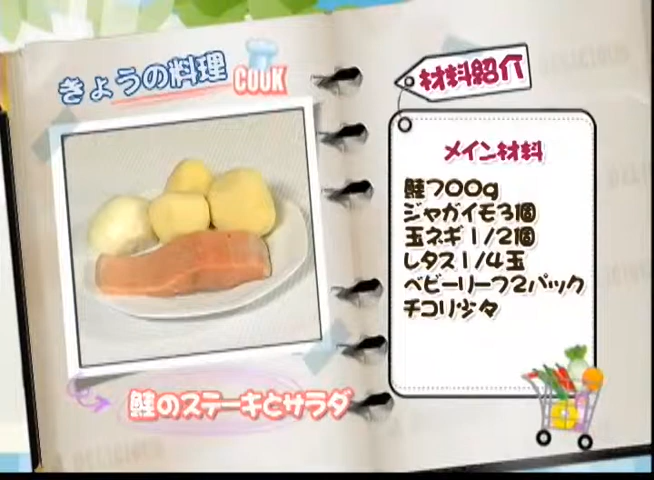 きょうの料理 COOK
材料紹介
メイン材料
鮭700g
ジャガイモ3個
玉ネギ1/2個
レタス1/4玉
ベビーリーフ2パック
チコリ少々
鮭のステーキとサラダ